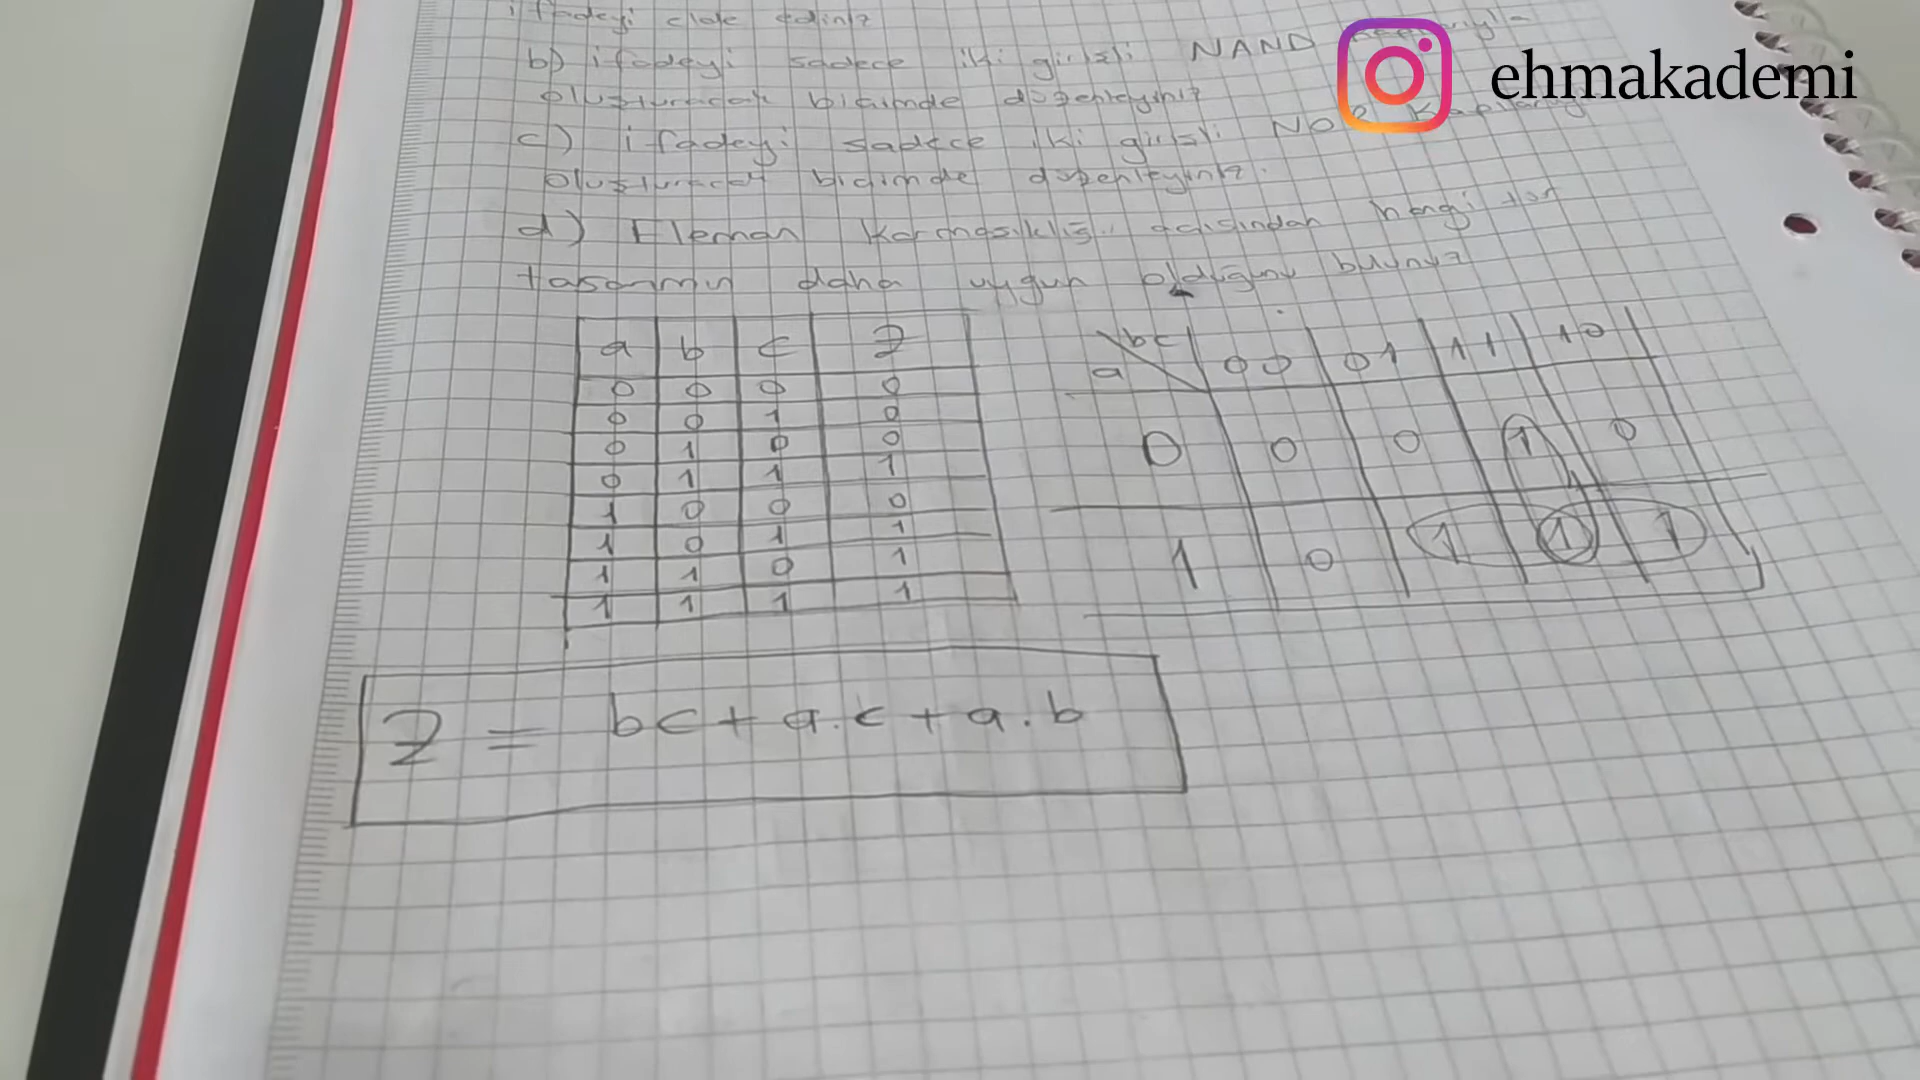 ifadeyi elde ediniz
b) ifadeyi sadece iki girişli NAND
oluşturacak biçimde düzenleyiniz
c) ifadeyi sadece iki girişli NOR
oluşturacak biçimde düzenleyiniz.
d) Eleman karmaşıklığı açısından hangi tür
tasarımın daha uygun olduğunu bulunuz
a b c Z
0 0 0 0
0 0 1 0
0 1 0 0
0 1 1 1
1 0 0 0
1 0 1 1
1 1 0 1
1 1 1 1
bc
a 00 01 11 10
0 0 0 1 0
1 0 1 1 1
Z = bc + a.c + a.b
ehmakademi